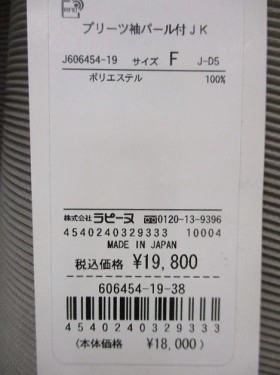 プリーツ袖パール付JK
J606454-19 サイズ F J-D5
ポリエステル 100%
株式会社 ラピーヌ 0120-13-9396
4540240329333 10004
MADE IN JAPAN
税込価格 ¥19,800
606454-19-38
4540240329333
(本体価格 ¥18,000)